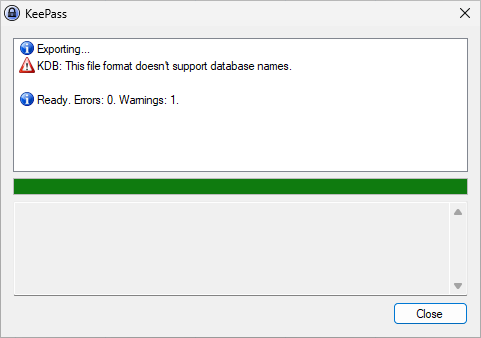 KeePass
Exporting...
KDB: This file format doesn't support database names.
Ready. Errors: 0. Warnings: 1.
Close